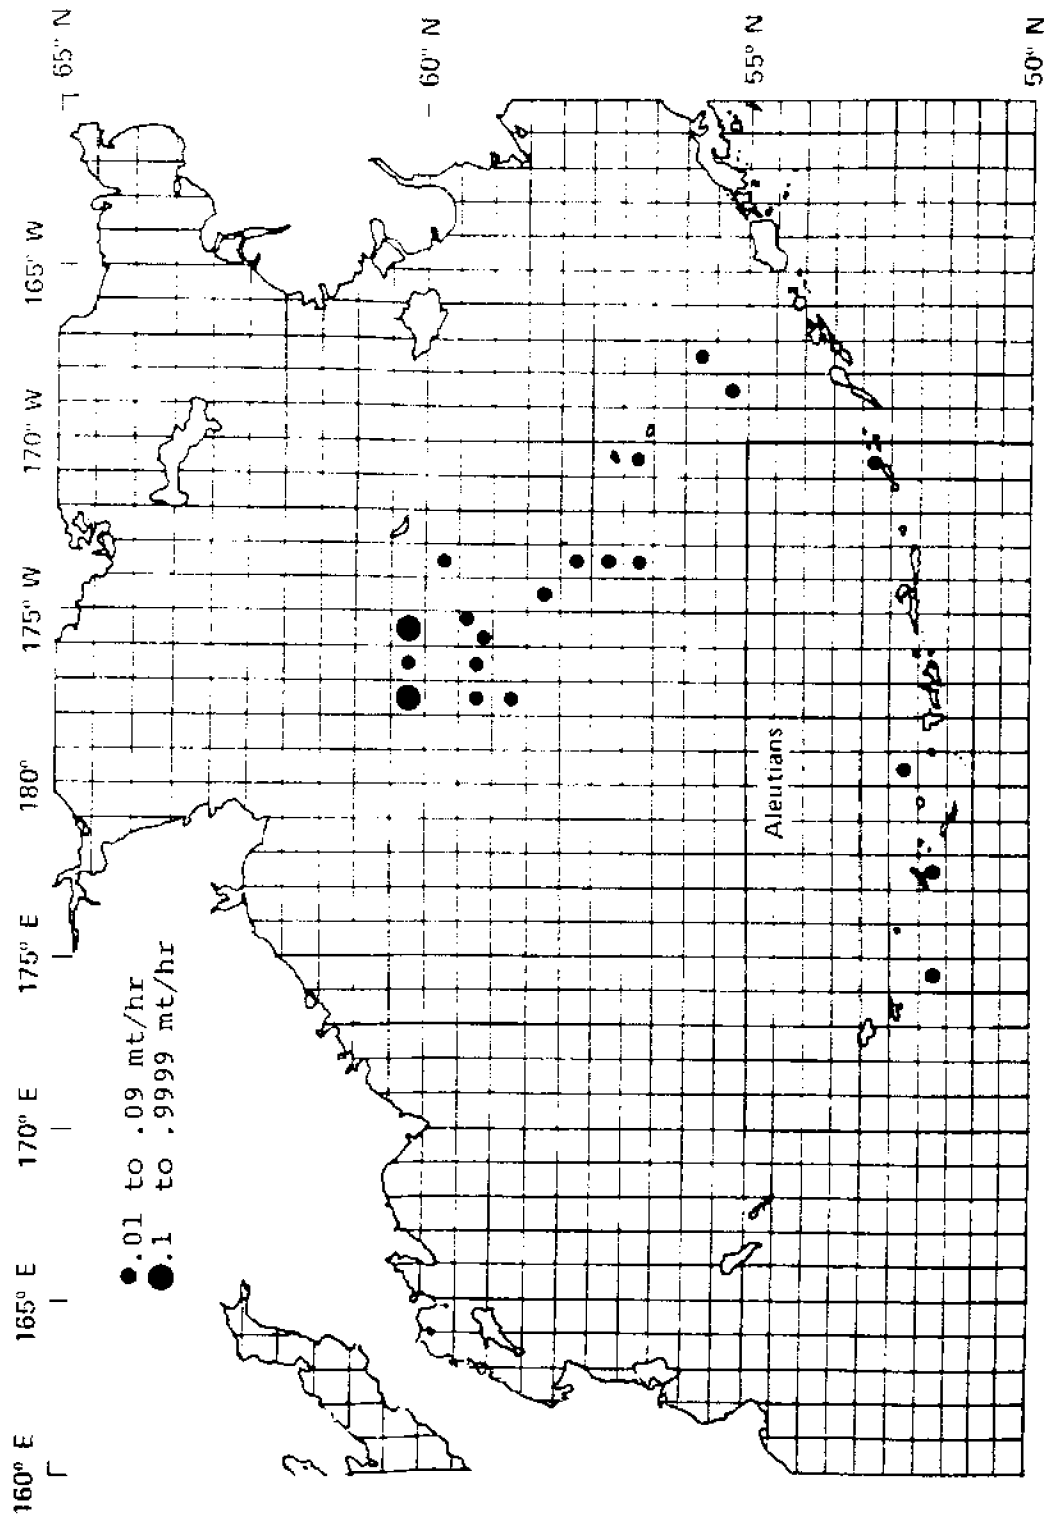 160° E
165° E
170° E
175° E
180°
175° W
170° W
165° W
65° N
60° N
55° N
50° N
.01 to .09 mt/hr
.1 to .9999 mt/hr
Aleutians